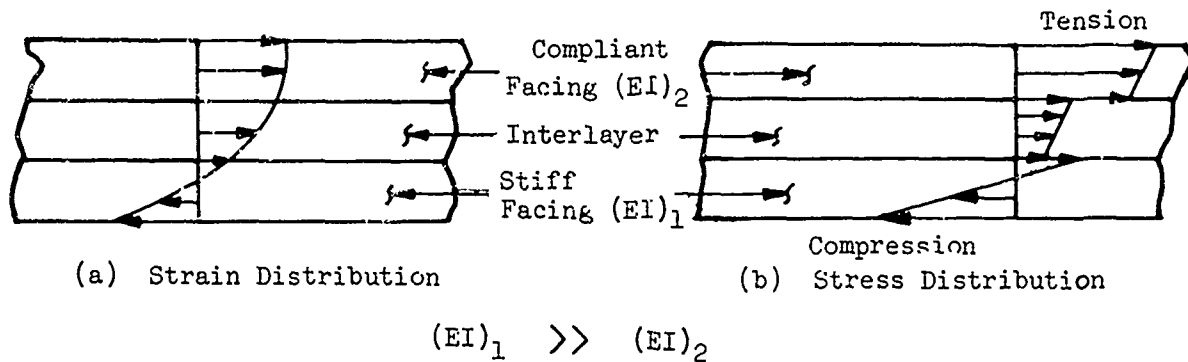 Tension
Compliant
Facing (EI)₂
Interlayer
Stiff
Facing (EI)₁
Compression
(a) Strain Distribution
(b) Stress Distribution
(EI)₁ >> (EI)₂